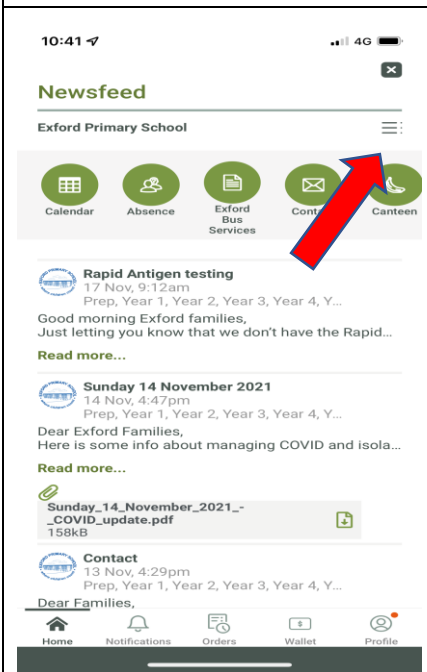 10:41
4G
Newsfeed
Exford Primary School
Calendar
Absence
Exford
Bus
Services
Canteen
Rapid Antigen testing
17 Nov, 9:12am
Prep, Year 1, Year 2, Year 3, Year 4, Y...
Good morning Exford families,
Just letting you know that we don't have the Rapid...
Read more...
Sunday 14 November 2021
14 Nov, 4:47pm
Prep, Year 1, Year 2, Year 3, Year 4, Y...
Dear Exford Families,
Here is some info about managing COVID and isola...
Read more...
Sunday_14_November_2021_-
_COVID_update.pdf
158kB
Contact
13 Nov, 4:29pm
Prep, Year 1, Year 2, Year 3, Year 4, Y...
Dear Families,
Home
Notifications
Orders
$
Wallet
Profile